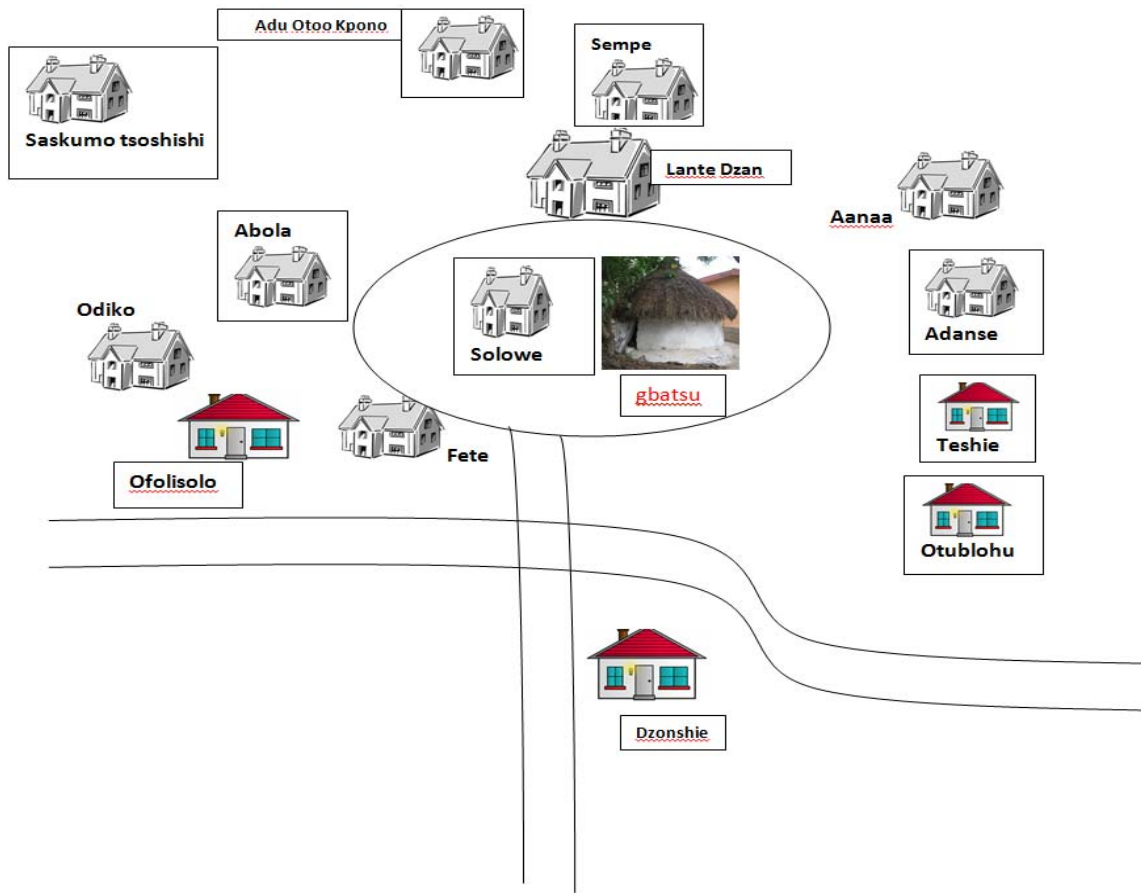 Adu Otoo Kpono
Sempe
Saskumo tsoshishi
Lante Dzan
Aanaa
Abola
Odiko
Solowe
gbatsu
Adanse
Teshie
Fete
Ofolisolo
Otublohu
Dzonshie